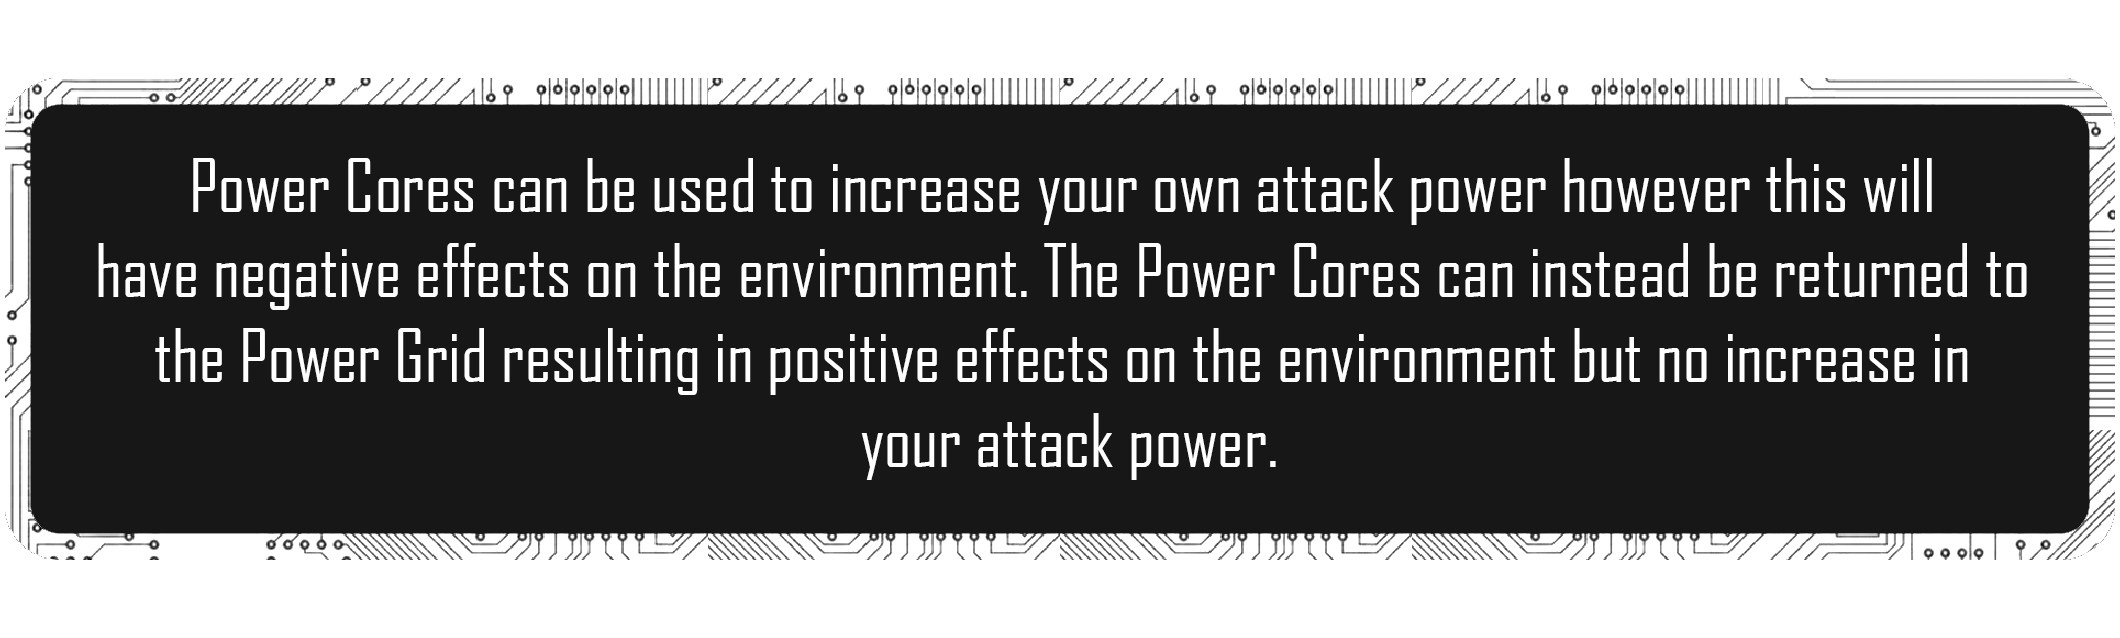 Power Cores can be used to increase your own attack power however this will
have negative effects on the environment. The Power Cores can instead be returned to
the Power Grid resulting in positive effects on the environment but no increase in
your attack power.